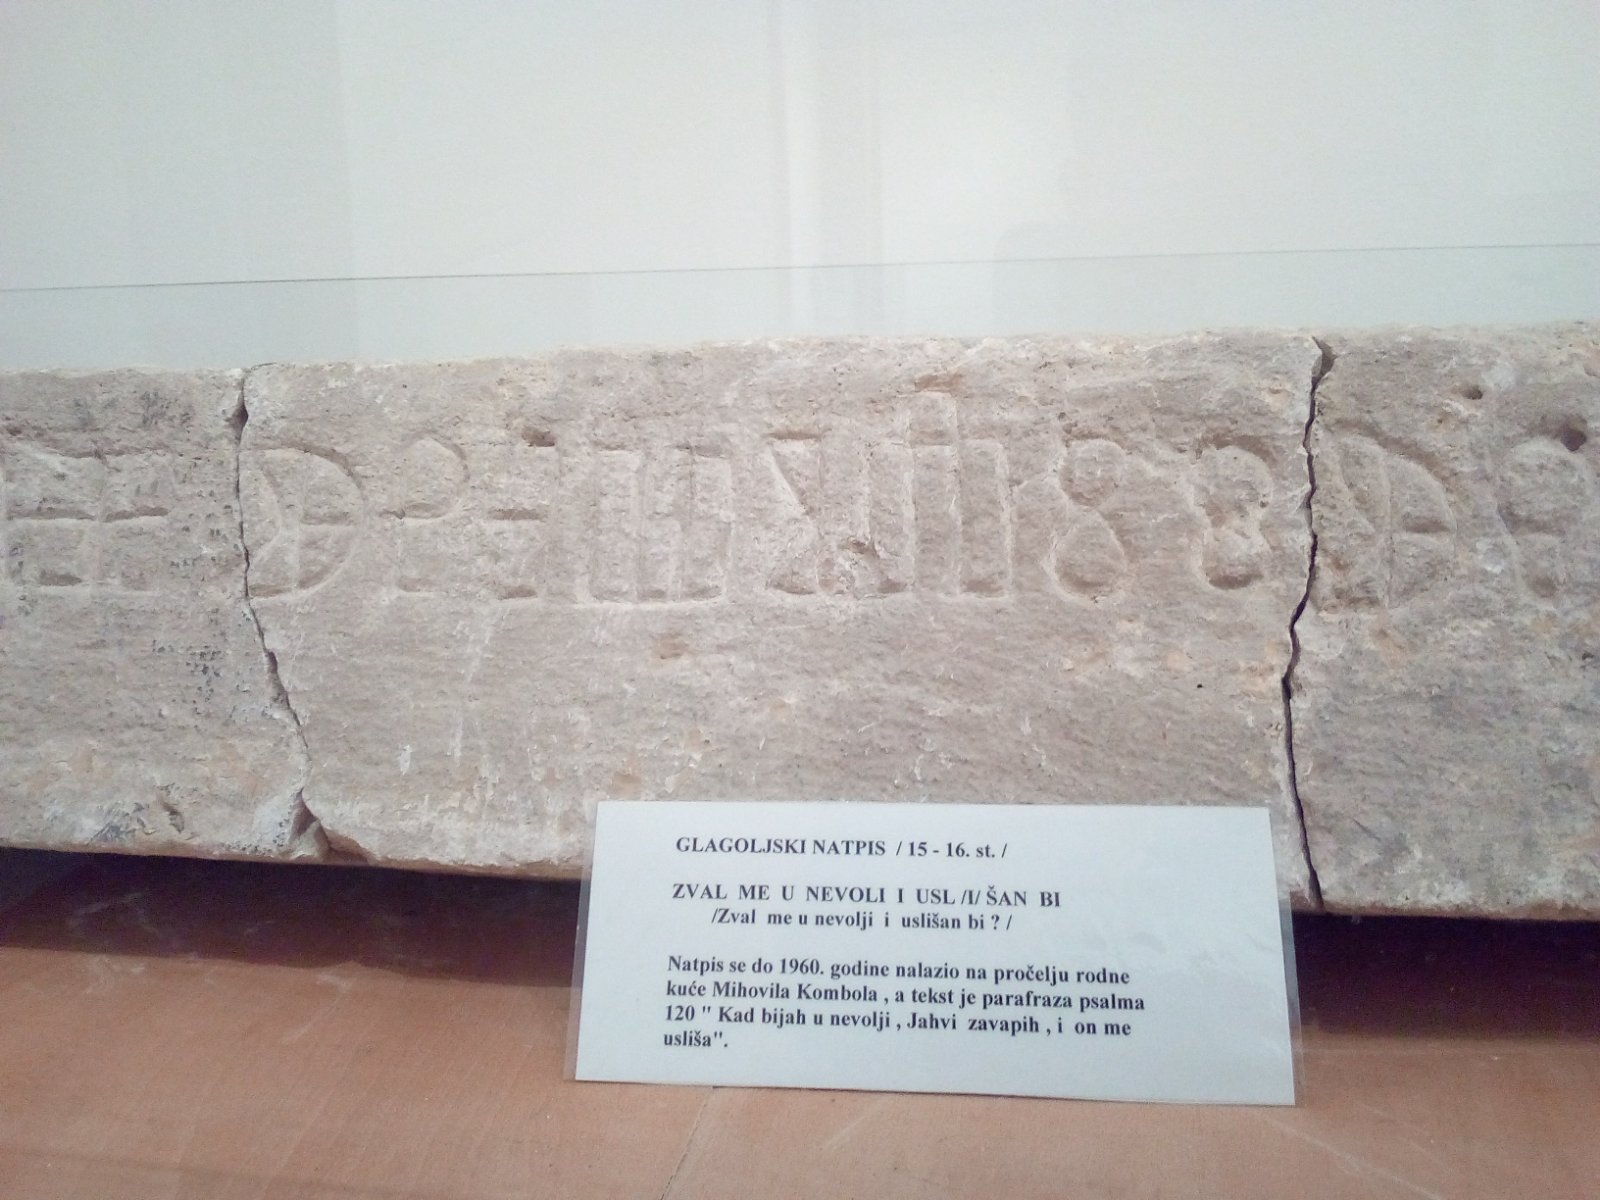 GLAGOLJSKI NATPIS / 15 - 16. st. /
ZVAL ME U NEVOLI I USL /I/ ŠAN BI
/Zval me u nevolji i uslišan bi ? /
Natpis se do 1960. godine nalazio na pročelju rodne
kuće Mihovila Kombola , a tekst je parafraza psalma
120 " Kad bijah u nevolji , Jahvi zavapih , i on me
usliša".